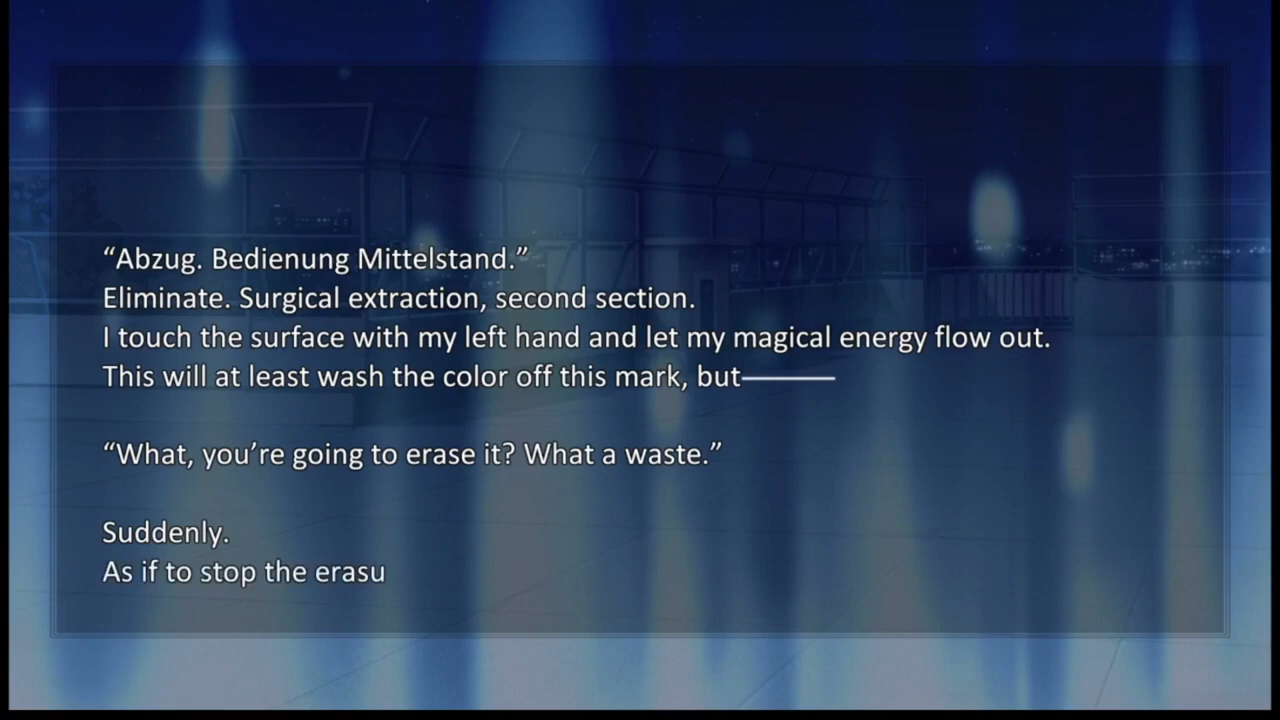 “Abzug. Bedienung Mittelstand.”
Eliminate. Surgical extraction, second section.
I touch the surface with my left hand and let my magical energy flow out.
This will at least wash the color off this mark, but———
“What, you’re going to erase it? What a waste.”
Suddenly.
As if to stop the erasu